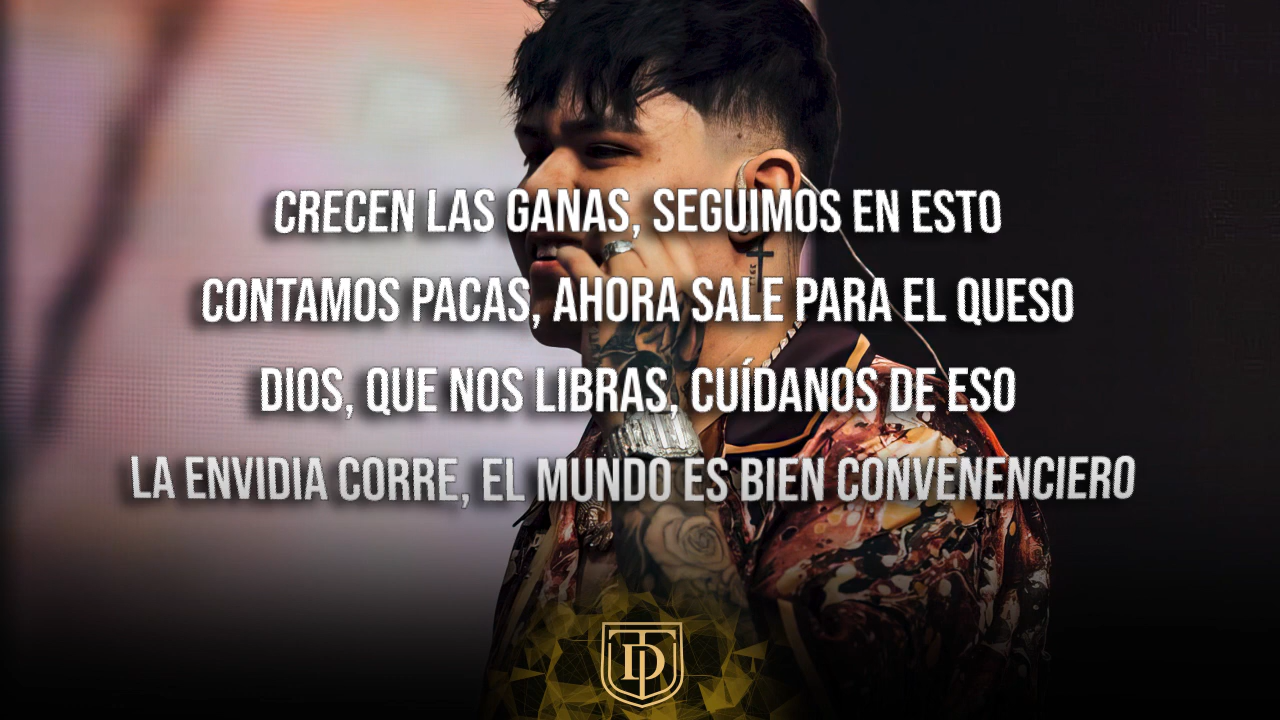 CRECEN LAS GANAS, SEGUIMOS EN ESTO
CONTAMOS PACAS, AHORA SALE PARA EL QUESO
DIOS, QUE NOS LIBRAS, CUÍDANOS DE ESO
LA ENVIDIA CORRE, EL MUNDO ES BIEN CONVENENCIERO